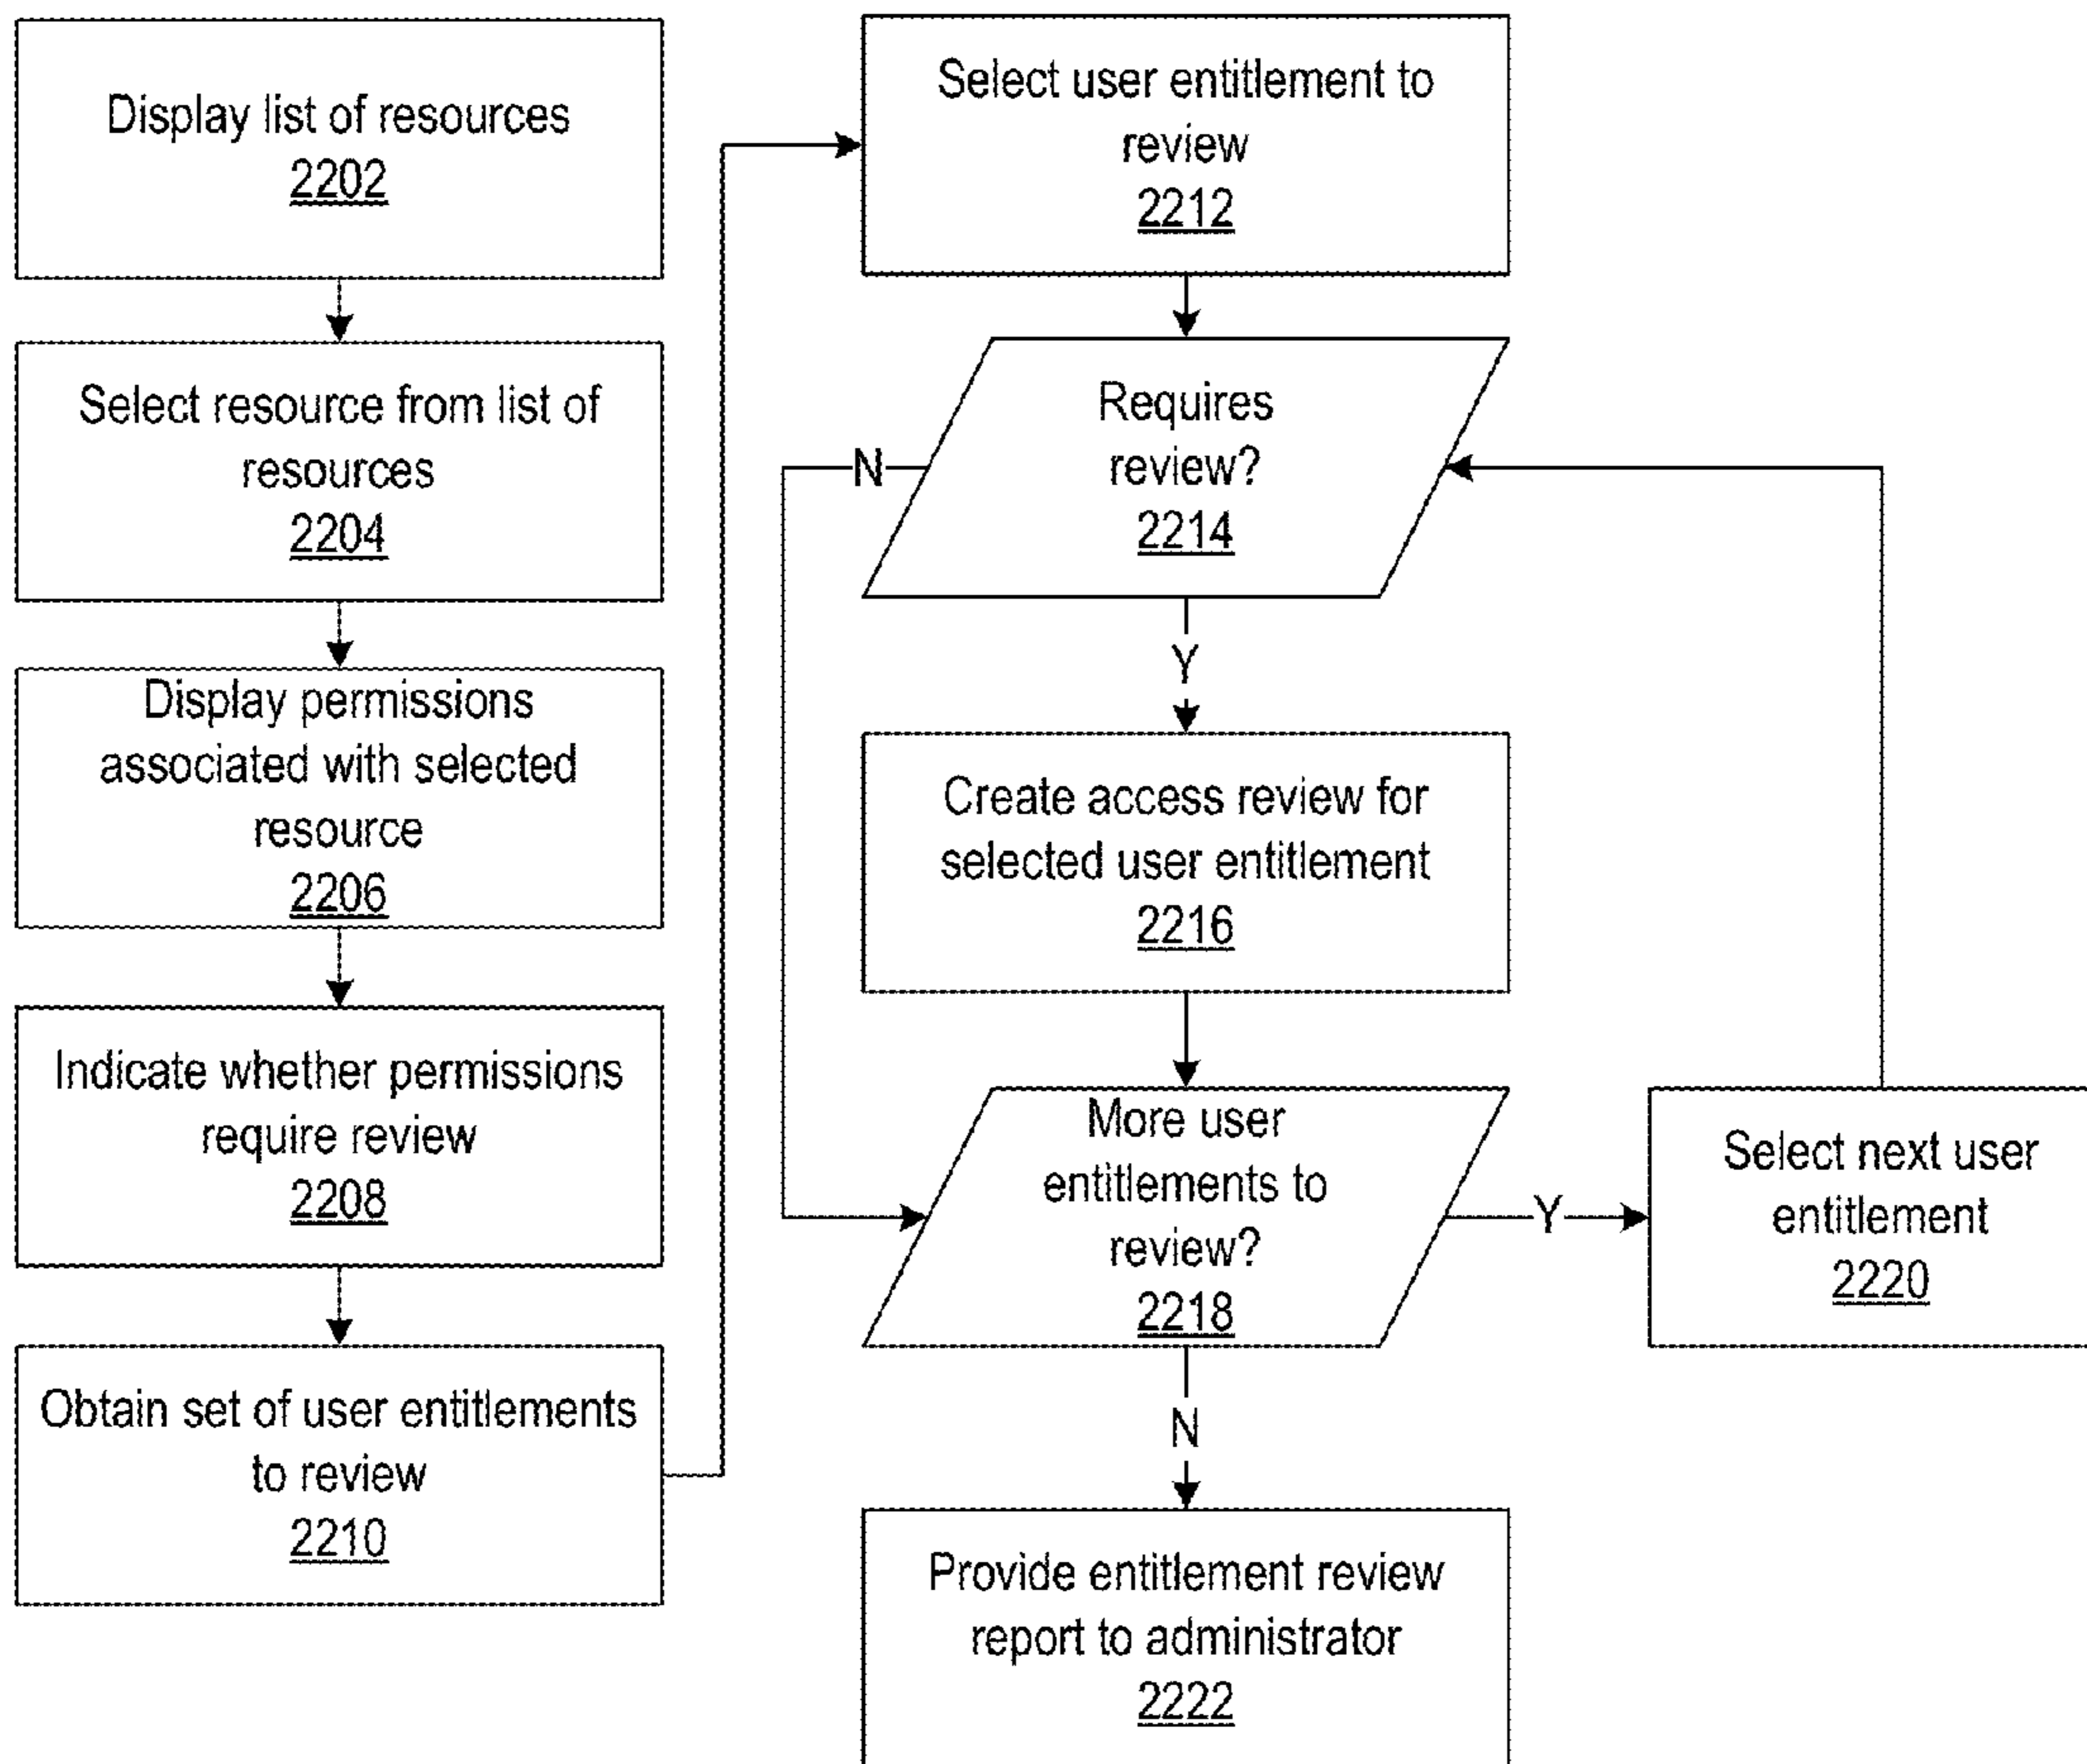 Display list of resources
2202
Select resource from list of
resources
2204
Display permissions
associated with selected
resource
2206
Indicate whether permissions
require review
2208
Obtain set of user entitlements
to review
2210
Select user entitlement to
review
2212
Requires
review?
2214
N
Y
Create access review for
selected user entitlement
2216
More user
entitlements to
review?
2218
Y
Select next user
entitlement
2220
N
Provide entitlement review
report to administrator
2222